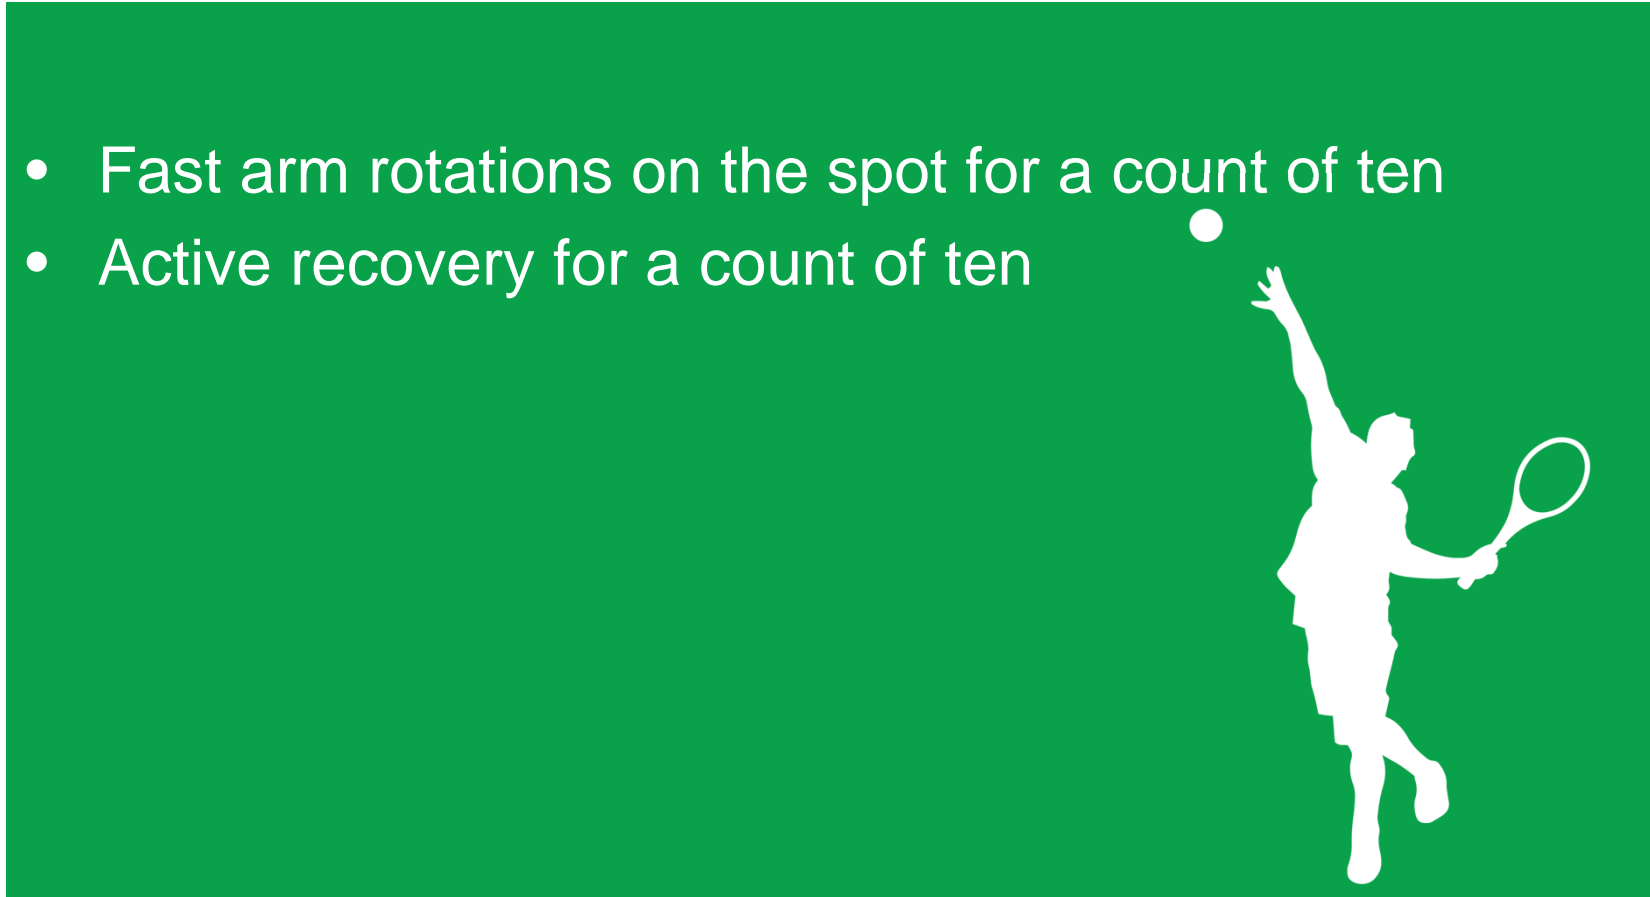 • Fast arm rotations on the spot for a count of ten
• Active recovery for a count of ten